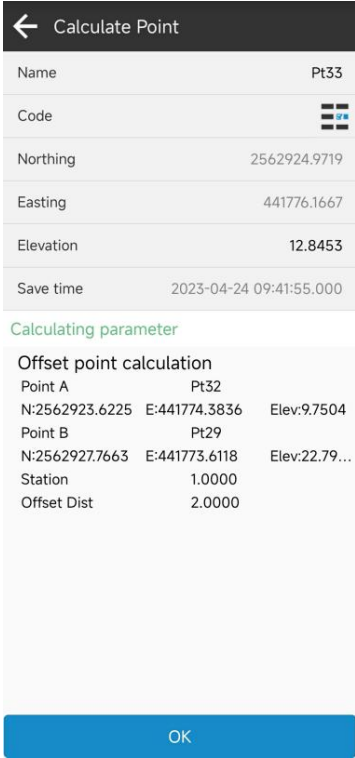 Calculate Point
Name Pt33
Code
Northing 2562924.9719
Easting 441776.1667
Elevation 12.8453
Save time 2023-04-24 09:41:55.000
Calculating parameter
Offset point calculation
Point A Pt32
N:2562923.6225 E:441774.3836 Elev:9.7504
Point B Pt29
N:2562927.7663 E:441773.6118 Elev:22.79...
Station 1.0000
Offset Dist 2.0000
OK